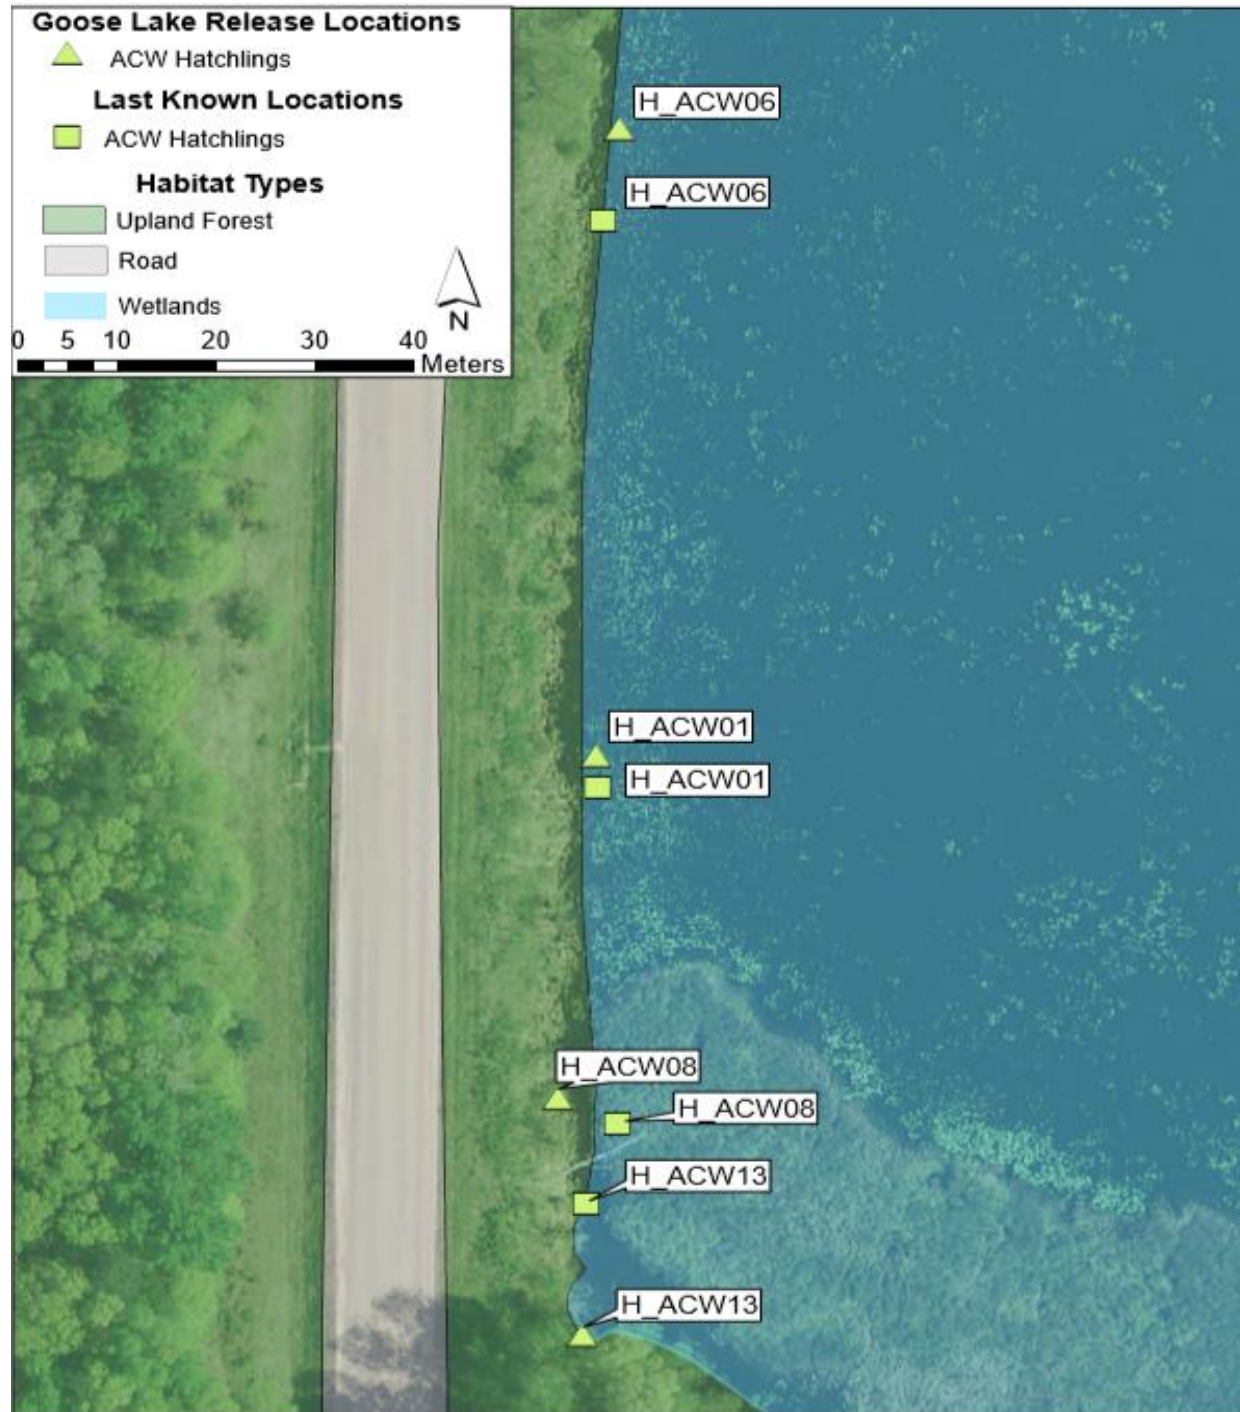 Goose Lake Release Locations
ACW Hatchlings
Last Known Locations
ACW Hatchlings
Habitat Types
Upland Forest
Road
Wetlands
N
0 5 10 20 30 40
Meters
H_ACW06
H_ACW06
H_ACW01
H_ACW01
H_ACW08
H_ACW08
H_ACW13
H_ACW13